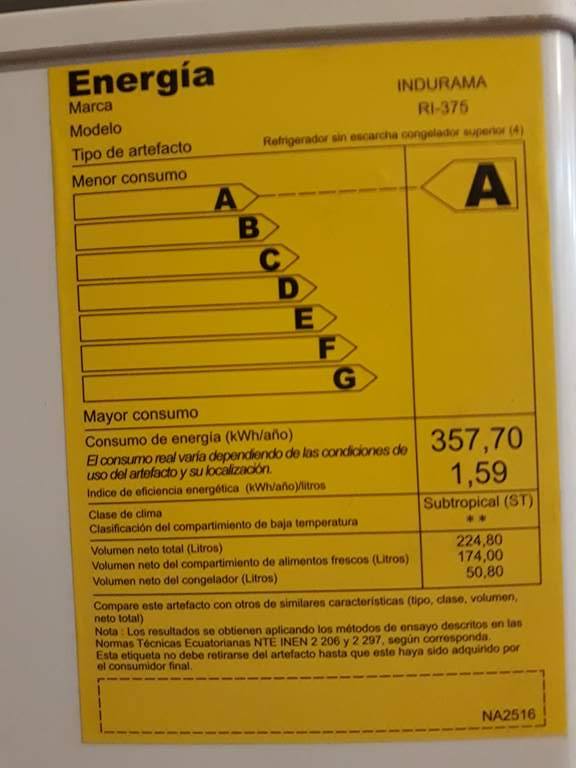 Energía
Marca INDURAMA
Modelo RI-375
Tipo de artefacto Refrigerador sin escarcha congelador superior (4)
Menor consumo
A A
B
C
D
E
F
G
Mayor consumo
Consumo de energía (kWh/año) 357,70
El consumo real varía dependiendo de las condiciones de
uso del artefacto y su localización.
Indice de eficiencia energética (kWh/año)/litros 1,59
Clase de clima Subtropical (ST)
Clasificación del compartimiento de baja temperatura **
Volumen neto total (Litros) 224,80
Volumen neto del compartimiento de alimentos frescos (Litros) 174,00
Volumen neto del congelador (Litros) 50,80
Compare este artefacto con otros de similares características (tipo, clase, volumen,
neto total)
Nota : Los resultados se obtienen aplicando los métodos de ensayo descritos en las
Normas Técnicas Ecuatorianas NTE INEN 2 206 y 2 297, según corresponda.
Esta etiqueta no debe retirarse del artefacto hasta que este haya sido adquirido por
el consumidor final.
NA2516